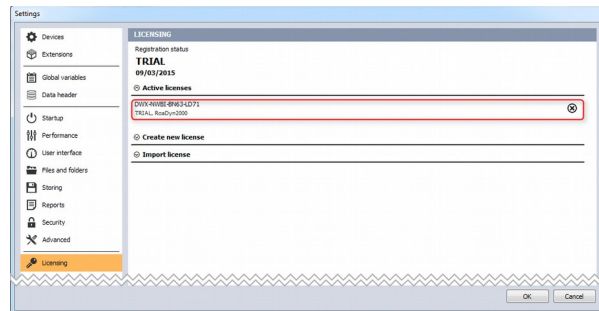 Settings
Devices
Extensions
Global variables
Data header
Startup
Performance
User interface
Files and folders
Storing
Reports
Security
Advanced
Licensing
LICENSING
Registration status
TRIAL
09/03/2015
Active licenses
DWX-NWBI-BN63-LD71
TRIAL, RoaDyn2000
Create new license
Import license
OK
Cancel